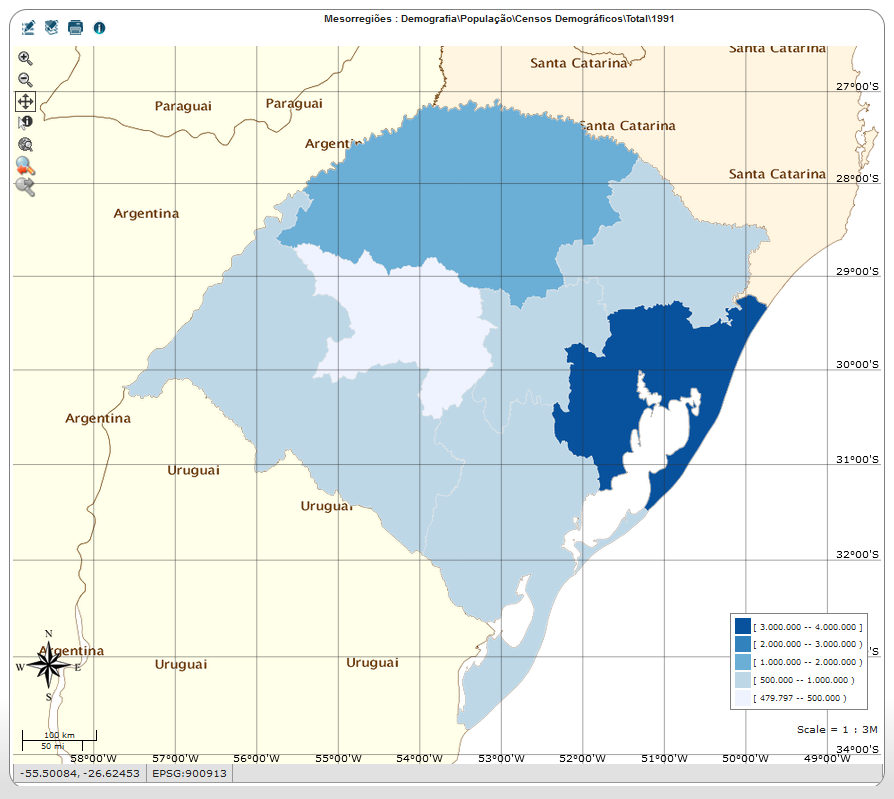 Mesorregiões : Demografia\População\Censos Demográficos\Total\1991
Santa Catarina
Santa Catarina
27°00'S
Paraguai
Paraguai
Santa Catarina
Argentin
Santa Catarina
28°00'S
Argentina
29°00'S
30°00'S
Argentina
31°00'S
Uruguai
Uruguai
32°00'S
[ 3.000.000 -- 4.000.000 ]
[ 2.000.000 -- 3.000.000 )
[ 1.000.000 -- 2.000.000 )
[ 500.000 -- 1.000.000 )
[ 479.797 -- 500.000 )
'S
N
W
E
S
Argentina
Uruguai
Uruguai
100 km
50 mi
Scale = 1 : 3M
34°00'S
58°00'W
57°00'W
56°00'W
55°00'W
54°00'W
53°00'W
52°00'W
51°00'W
50°00'W
49°00'W
-55.50084, -26.62453
EPSG:900913